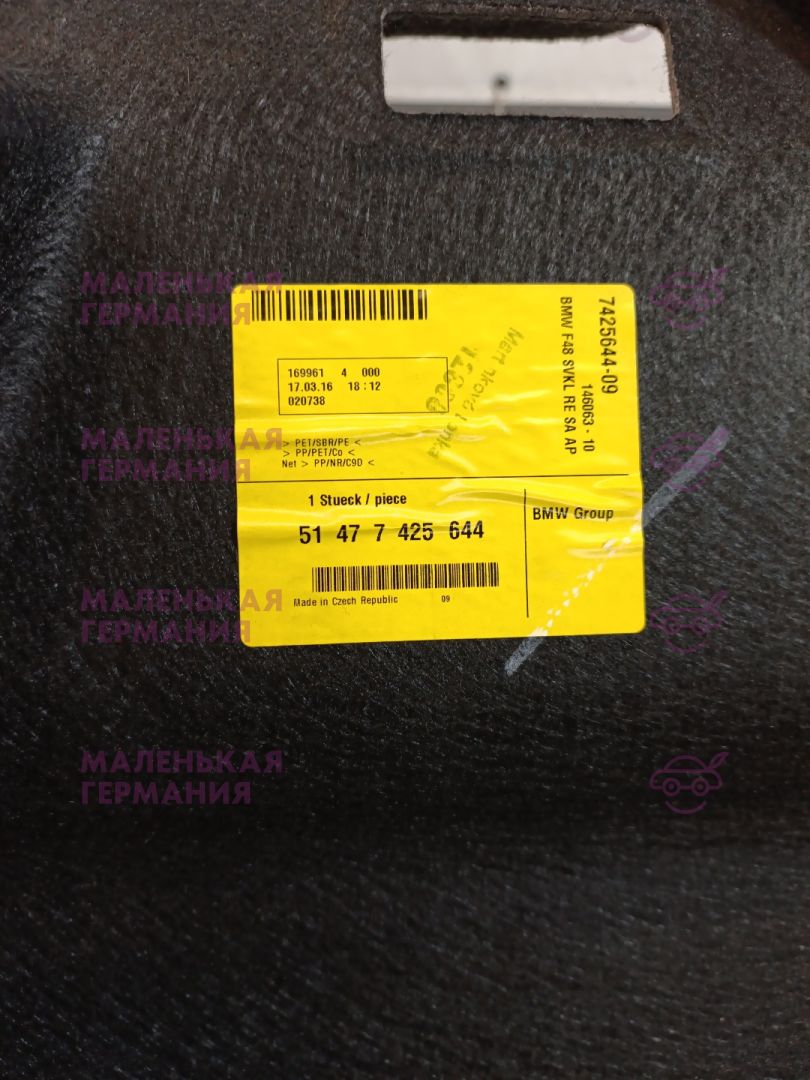 169961 4 000
17.03.16 18:12
020738
> PET/SBR/PE <
> PP/PET/Co <
Net > PP/NR/C9D <
7425644-09
146063 - 10
BMW F48 SVKL RE SA AP
1 Stueck / piece
51 47 7 425 644
BMW Group
Made in Czech Republic 09
МАЛЕНЬКАЯ
ГЕРМАНИЯ
МАЛЕНЬКАЯ
ГЕРМАНИЯ
МАЛЕНЬКАЯ
ГЕРМАНИЯ
МАЛЕНЬКАЯ
ГЕРМАНИЯ